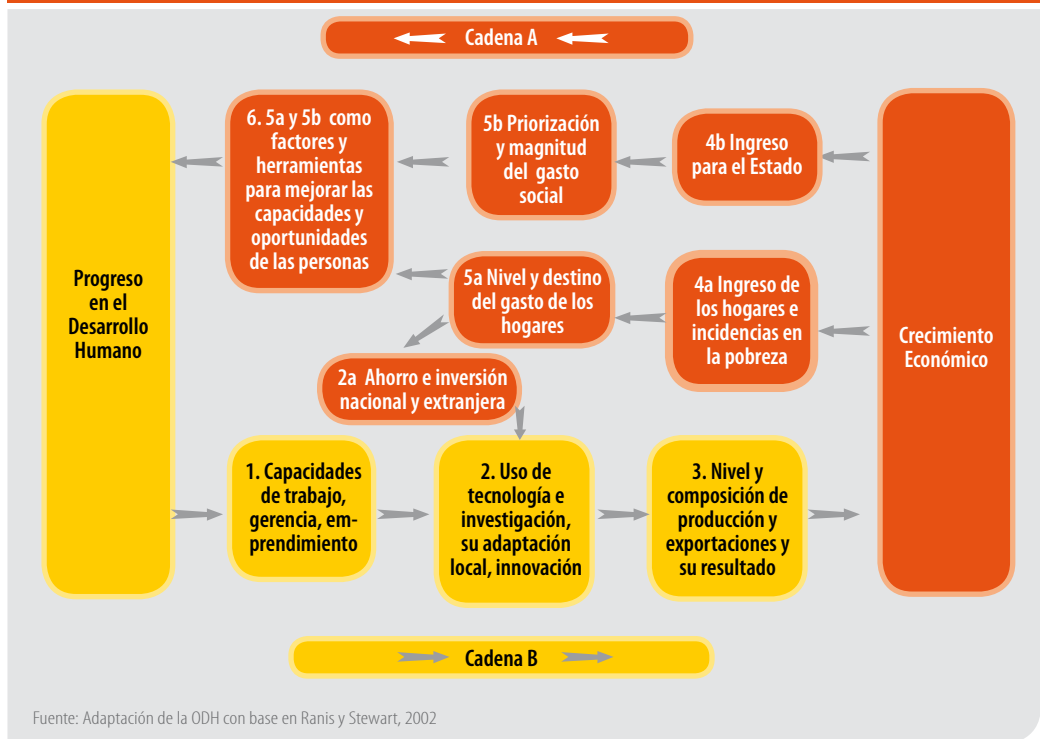 Cadena A
6. 5a y 5b como
factores y
herramientas
para mejorar las
capacidades y
oportunidades
de las personas
5b Priorización
y magnitud
del gasto
social
4b Ingreso
para el Estado
Progreso
en el
Desarrollo
Humano
5a Nivel y destino
del gasto de los
hogares
4a Ingreso de
los hogares e
incidencias en
la pobreza
Crecimiento
Económico
2a Ahorro e inversión
nacional y extranjera
1. Capacidades
de trabajo,
gerencia, em-
prendimiento
2. Uso de
tecnología e
investigación,
su adaptación
local, innovación
3. Nivel y
composición de
producción y
exportaciones y
su resultado
Cadena B
Fuente: Adaptación de la ODH con base en Ranis y Stewart, 2002